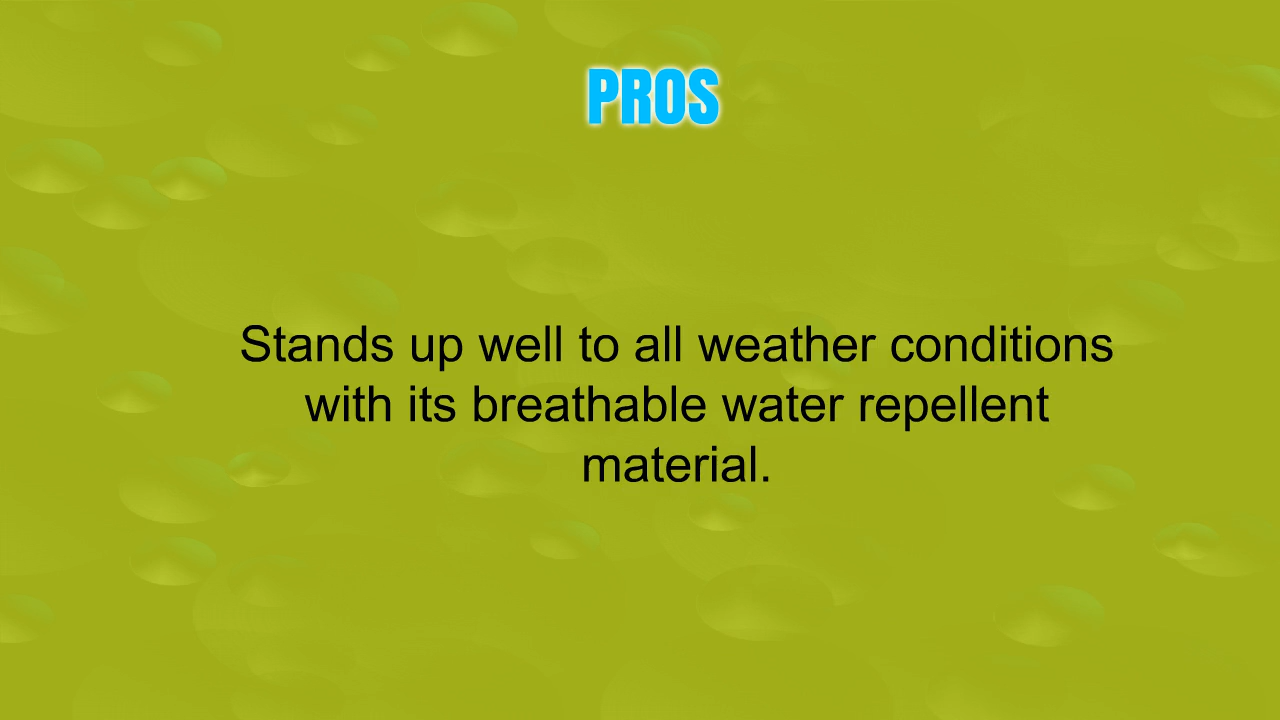 PROS
Stands up well to all weather conditions
with its breathable water repellent
material.